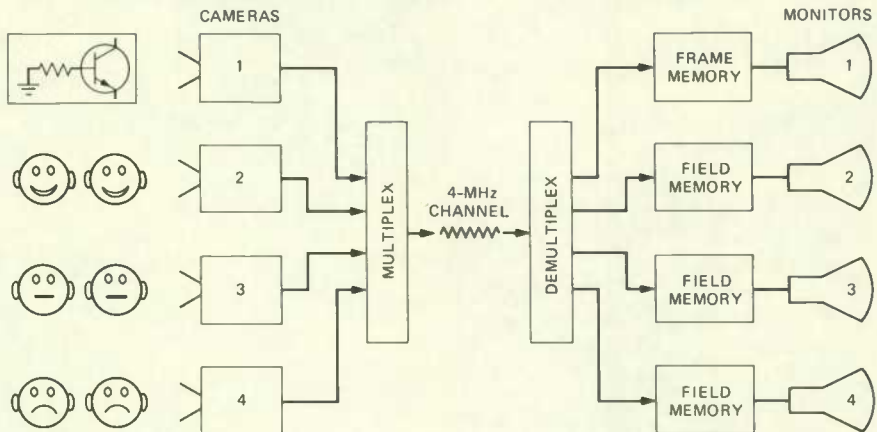 CAMERAS
MONITORS
1
FRAME
MEMORY
1
2
MULTIPLEX
4-MHz
CHANNEL
DEMULTIPLEX
FIELD
MEMORY
2
3
FIELD
MEMORY
3
4
FIELD
MEMORY
4